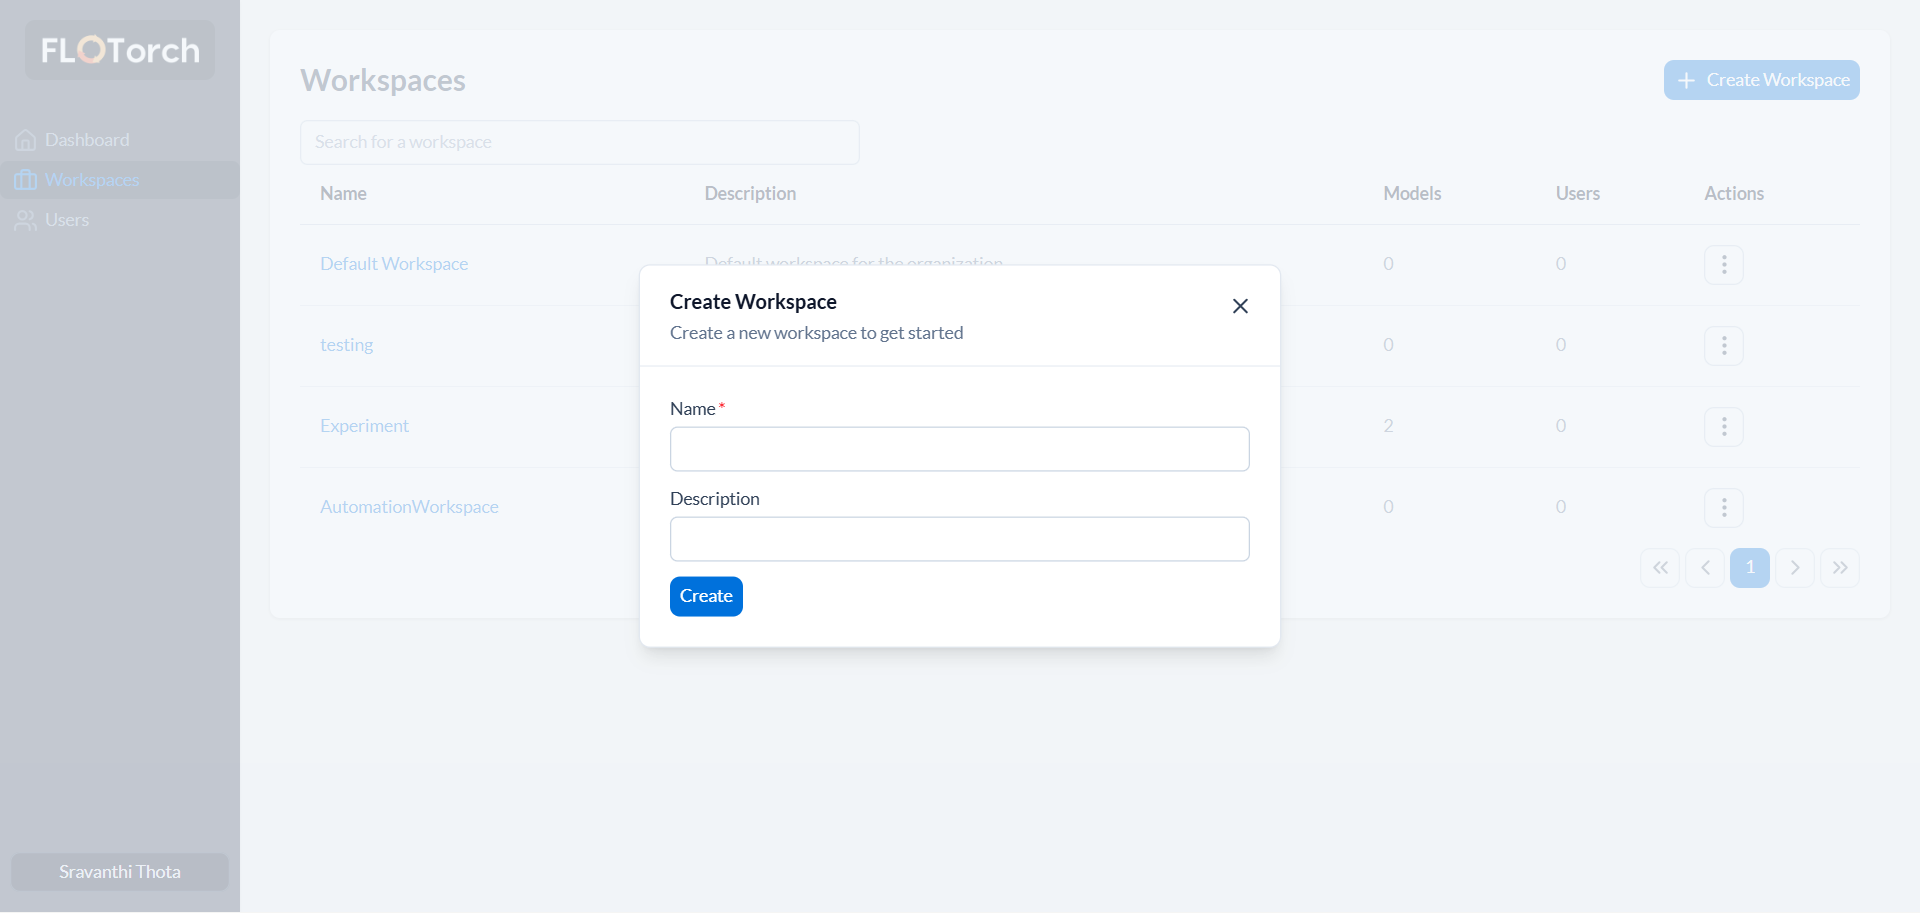 FLOTorch
Dashboard
Workspaces
Users
Sravanthi Thota
Workspaces
Create Workspace
Search for a workspace
Name Description Models Users Actions
Default Workspace Default workspace for the organization 0 0
testing 0 0
Experiment 2 0
AutomationWorkspace 0 0
1
Create Workspace
Create a new workspace to get started
Name*
Description
Create